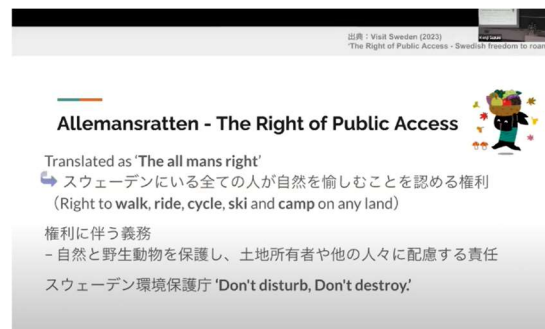 出典：Visit Sweden (2023)
'The Right of Public Access - Swedish freedom to roam
Allemansratten - The Right of Public Access
Translated as 'The all mans right'
スウェーデンにいる全ての人が自然を愉しむことを認める権利
（Right to walk, ride, cycle, ski and camp on any land）
権利に伴う義務
– 自然と野生動物を保護し、土地所有者や他の人々に配慮する責任
スウェーデン環境保護庁 'Don't disturb, Don't destroy.'